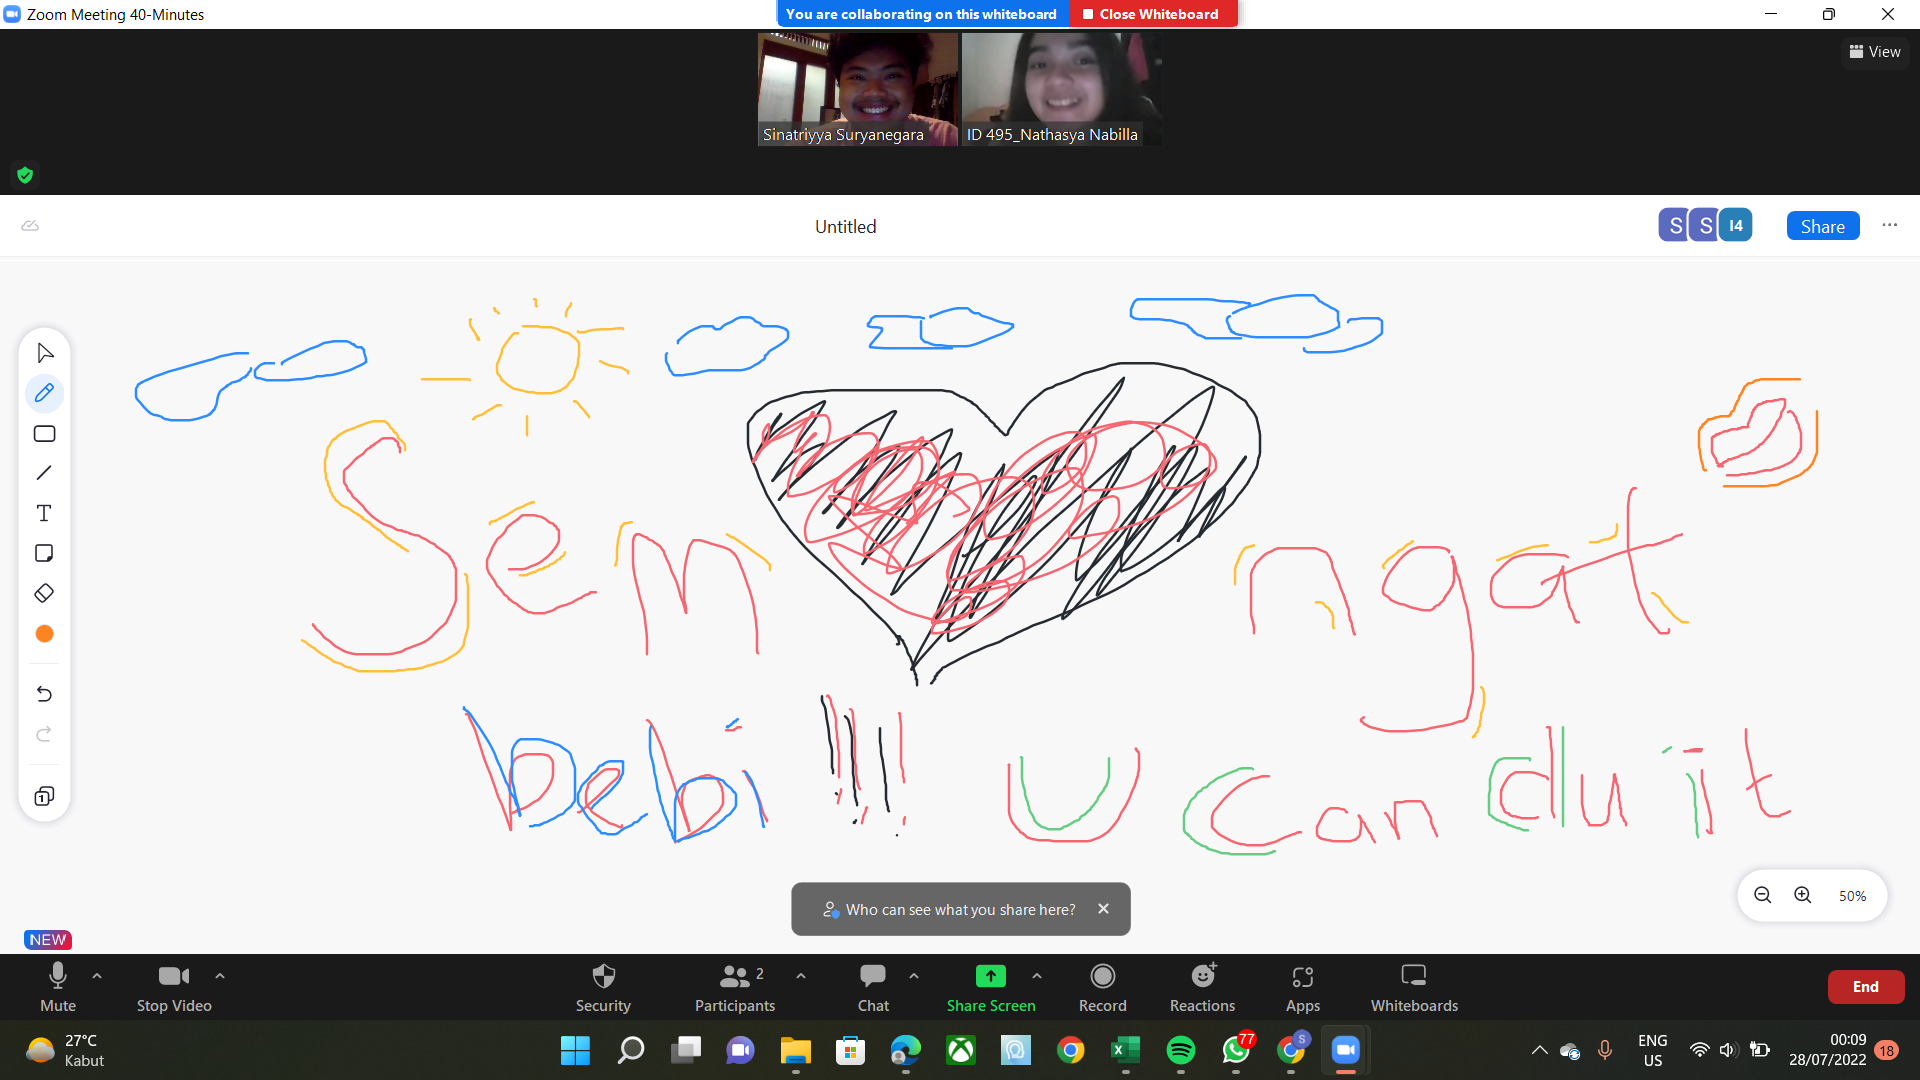 Zoom Meeting 40-Minutes
You are collaborating on this whiteboard
Close Whiteboard
View
Sinatriyya Suryanegara
ID 495_Nathasya Nabilla
Untitled
S S I4
Share
Sem ngat
bebi !!! U Can du it
T
1
50%
Who can see what you share here?
NEW
2
Mute Stop Video Security Participants Chat Share Screen Record Reactions Apps Whiteboards End
27°C
Kabut
77
S
ENG
US
00:09
28/07/2022
18